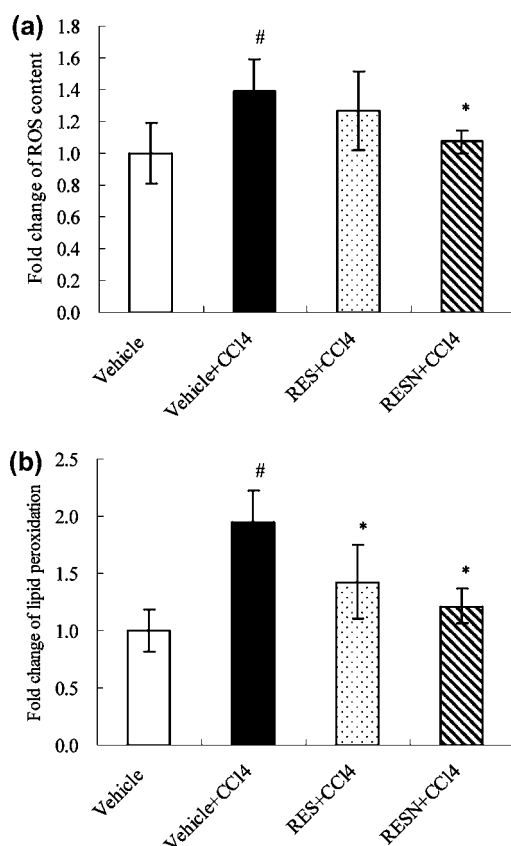 (a)
Fold change of ROS content
1.8
1.6
1.4
1.2
1.0
0.8
0.6
0.4
0.2
0.0
#
*
Vehicle
Vehicle+CCl4
RES+CCl4
RESN+CCl4
(b)
Fold change of lipid peroxidation
2.5
2.0
1.5
1.0
0.5
0.0
#
*
*
Vehicle
Vehicle+CCl4
RES+CCl4
RESN+CCl4